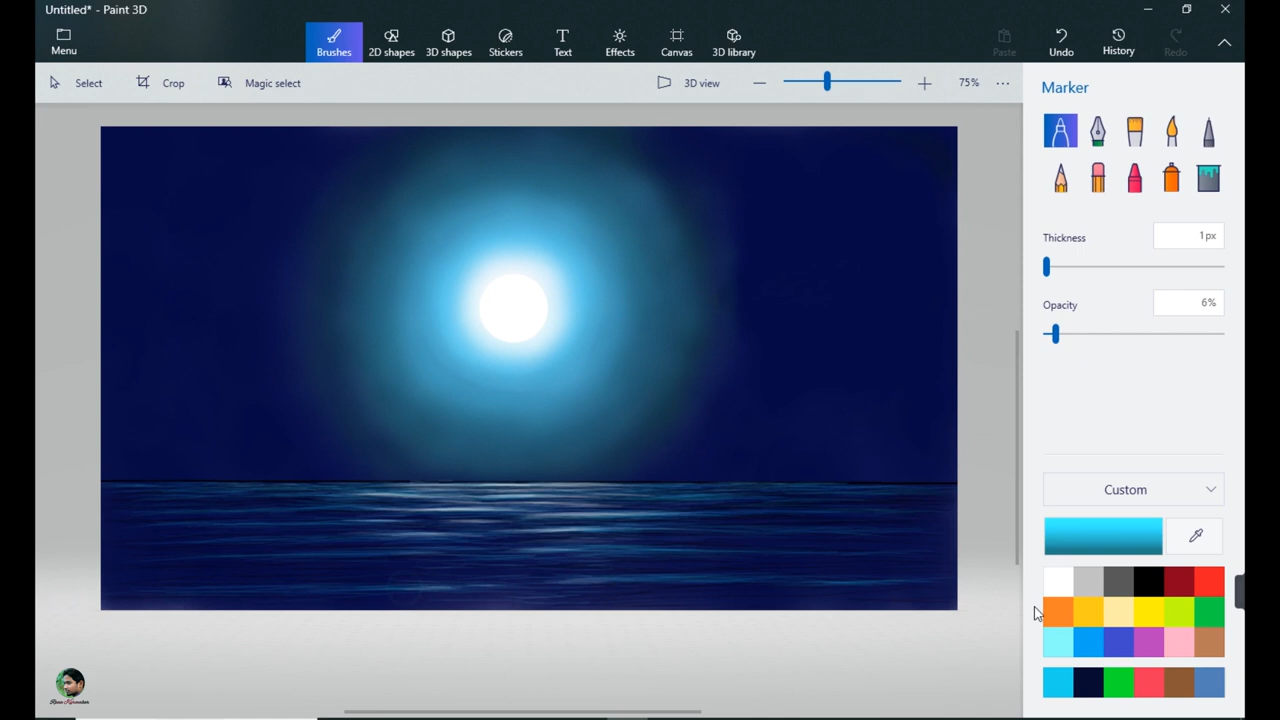 Untitled* - Paint 3D
Menu
Brushes
2D shapes
3D shapes
Stickers
Text
Effects
Canvas
3D library
Paste
Undo
History
Redo
Select
Crop
Magic select
3D view
75%
Marker
Thickness
1px
Opacity
6%
Custom